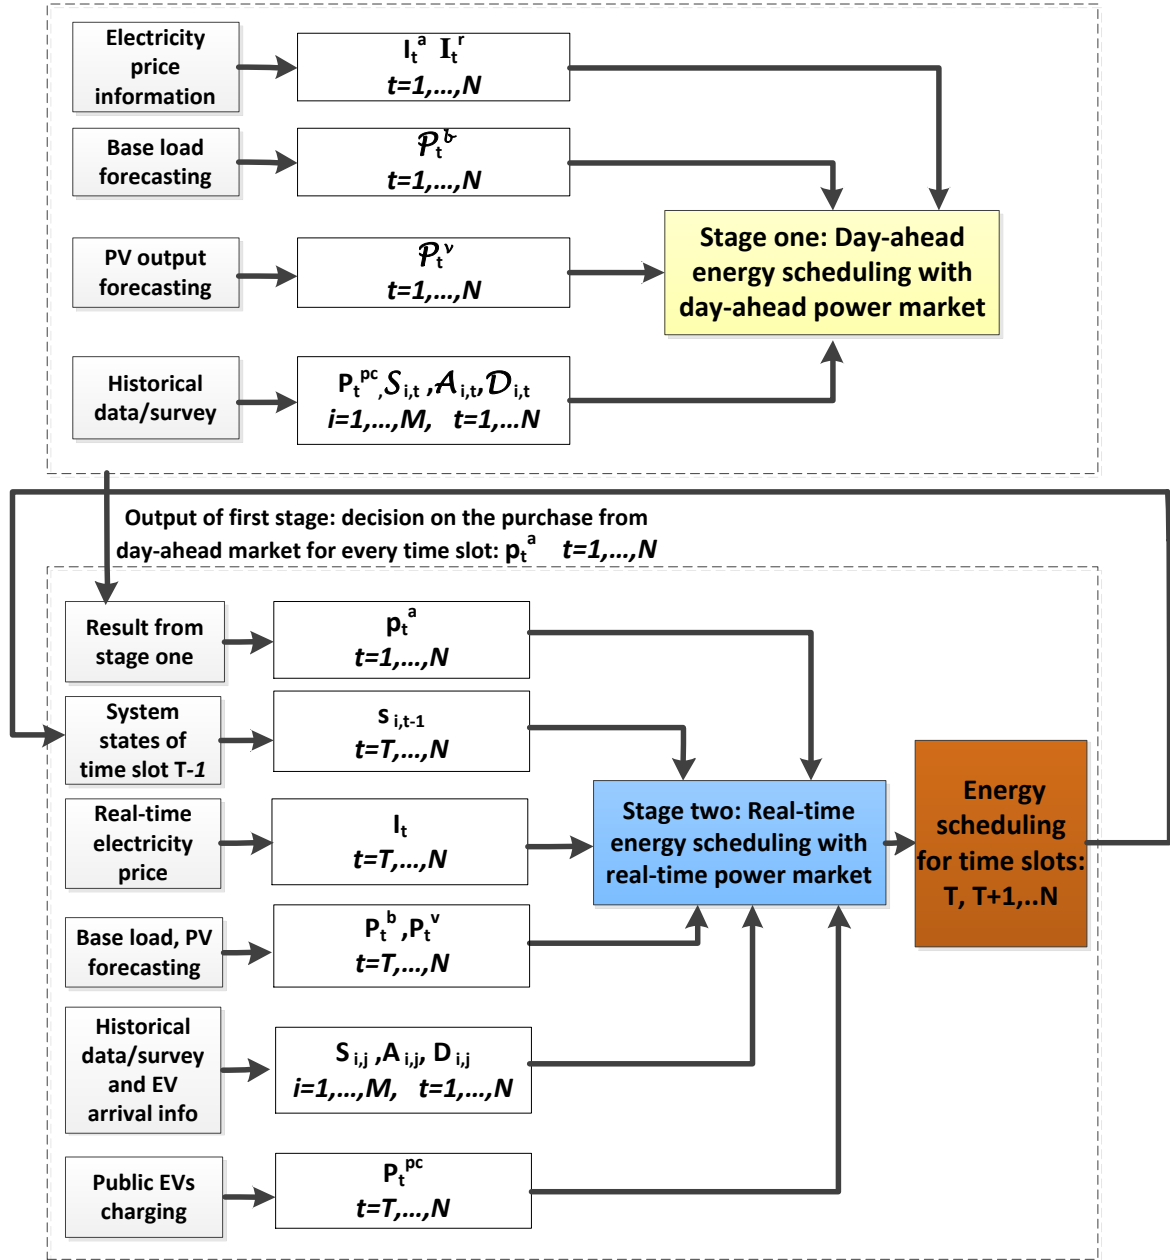 Electricity
price
information
I_t^a I_t^r
t=1,...,N
Base load
forecasting
P_t^b
t=1,...,N
PV output
forecasting
P_t^v
t=1,...,N
Historical
data/survey
P_t^pc, S_i,t ,A_i,t, D_i,t
i=1,...,M, t=1,...N
Stage one: Day-ahead
energy scheduling with
day-ahead power market
Output of first stage: decision on the purchase from
day-ahead market for every time slot: p_t^a t=1,...,N
Result from
stage one
p_t^a
t=1,...,N
System
states of
time slot T-1
s_i,t-1
t=T,...,N
Real-time
electricity
price
I_t
t=T,...,N
Base load, PV
forecasting
P_t^b ,P_t^v
t=T,...,N
Historical
data/survey
and EV
arrival info
S_i,j ,A_i,j, D_i,j
i=1,...,M, t=1,...,N
Public EVs
charging
P_t^pc
t=T,...,N
Stage two: Real-time
energy scheduling with
real-time power market
Energy
scheduling
for time slots:
T, T+1,..N